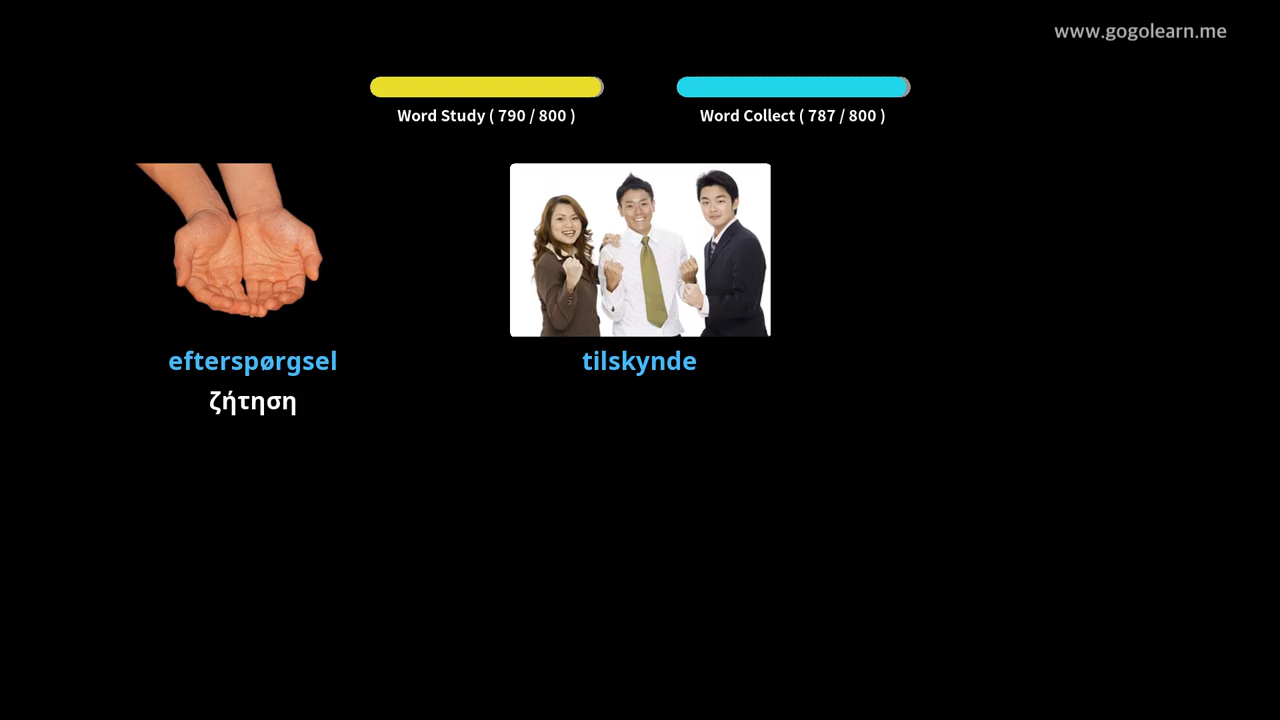 www.gogolearn.me
Word Study ( 790 / 800 )
Word Collect ( 787 / 800 )
efterspørgsel
ζήτηση
tilskynde